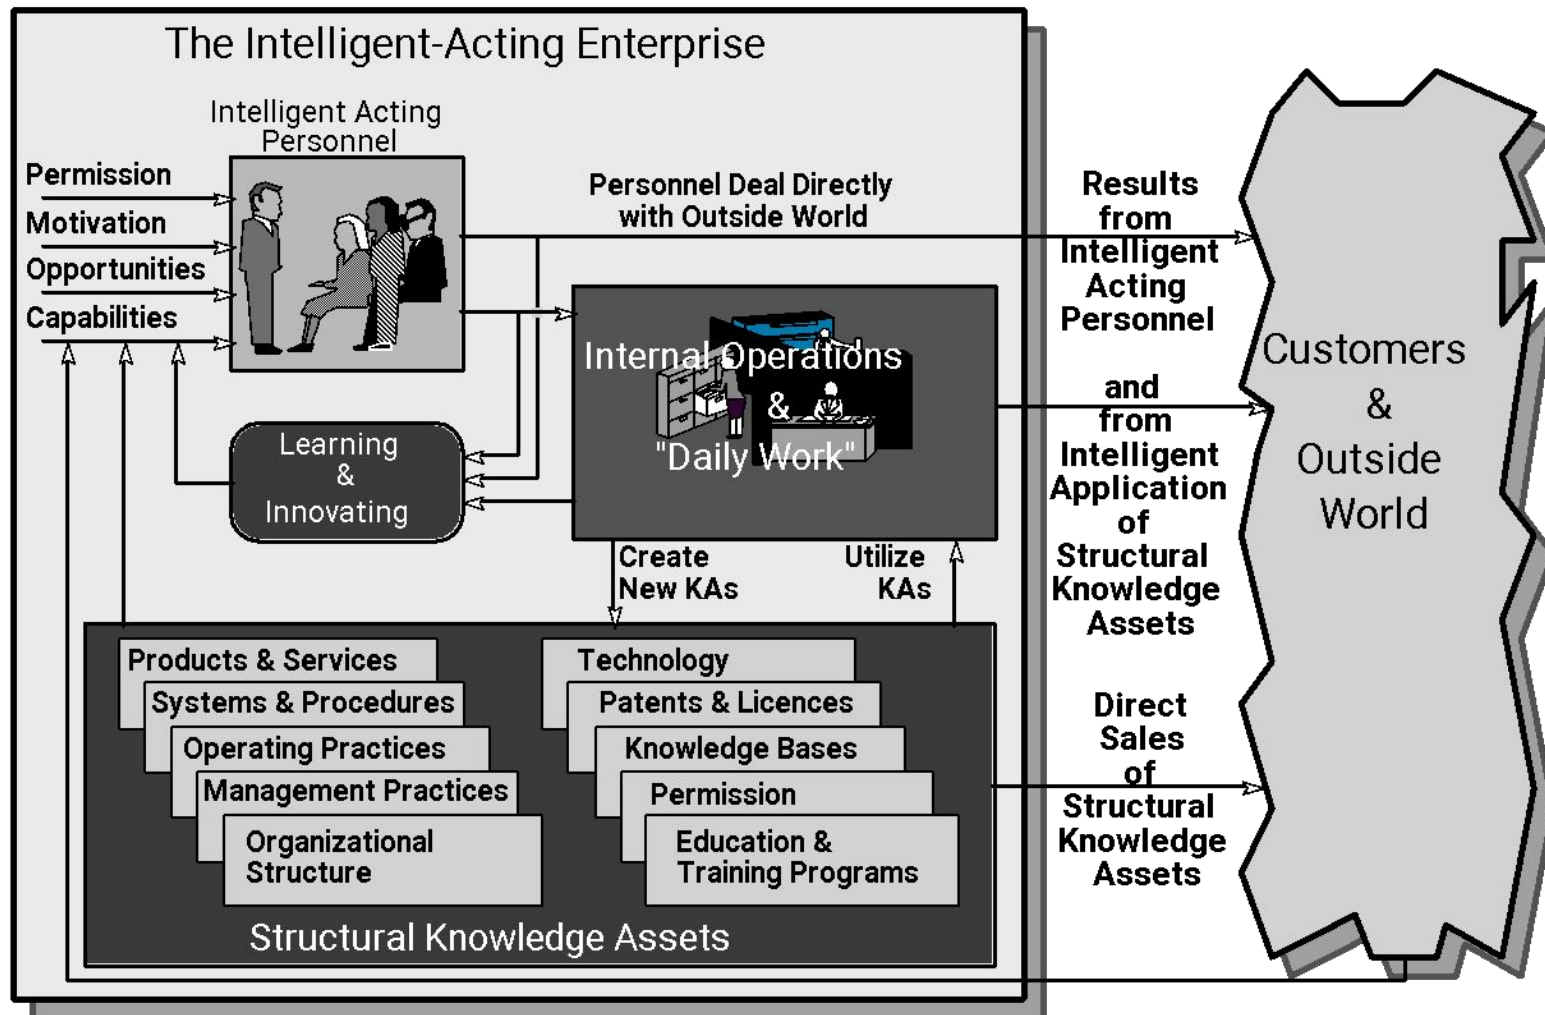 The Intelligent-Acting Enterprise
Intelligent Acting
Personnel
Permission
Motivation
Opportunities
Capabilities
Personnel Deal Directly
with Outside World
Internal Operations
&
"Daily Work"
Learning
&
Innovating
Create
New KAs
Utilize
KAs
Products & Services
Systems & Procedures
Operating Practices
Management Practices
Organizational
Structure
Technology
Patents & Licences
Knowledge Bases
Permission
Education &
Training Programs
Structural Knowledge Assets
Results
from
Intelligent
Acting
Personnel
and
from
Intelligent
Application
of
Structural
Knowledge
Assets
Direct
Sales
of
Structural
Knowledge
Assets
Customers
&
Outside
World